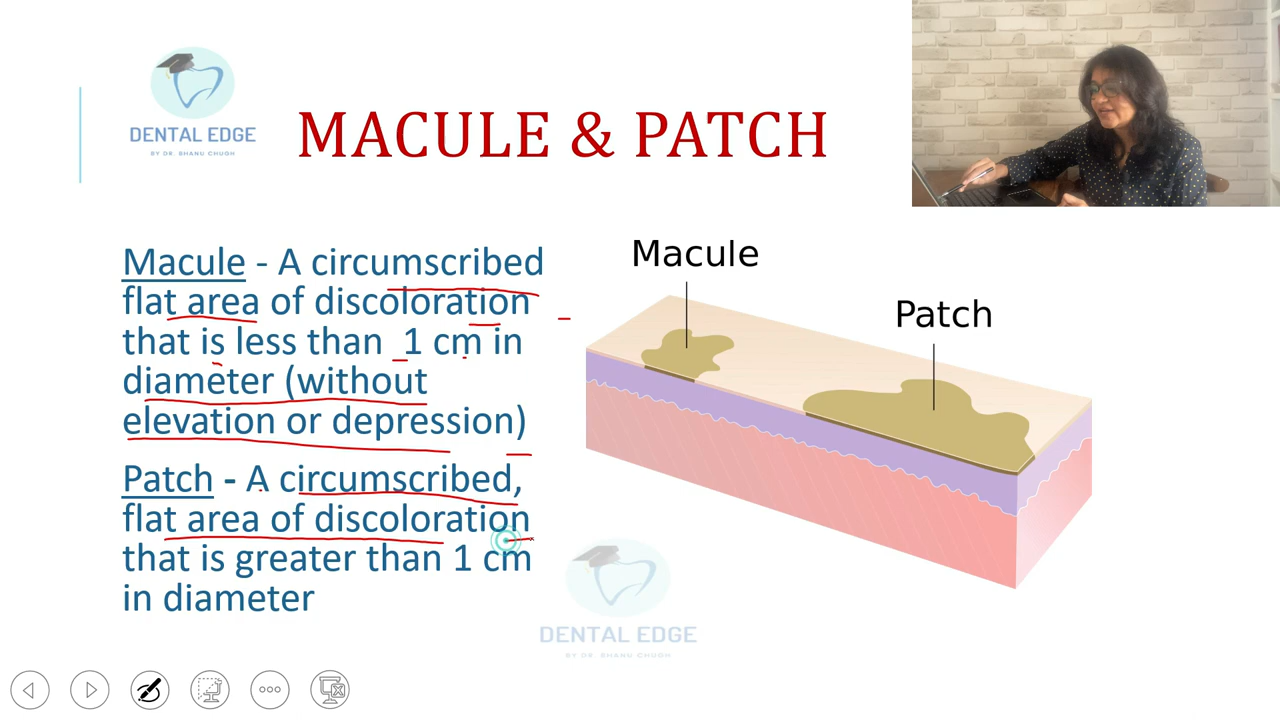 DENTAL EDGE
BY DR. SHANU CHUGH
MACULE & PATCH
Macule - A circumscribed
flat area of discoloration
that is less than 1 cm in
diameter (without
elevation or depression)
Patch - A circumscribed,
flat area of discoloration
that is greater than 1 cm
in diameter
Macule
Patch
DENTAL EDGE
BY DR. SHANU CHUGH